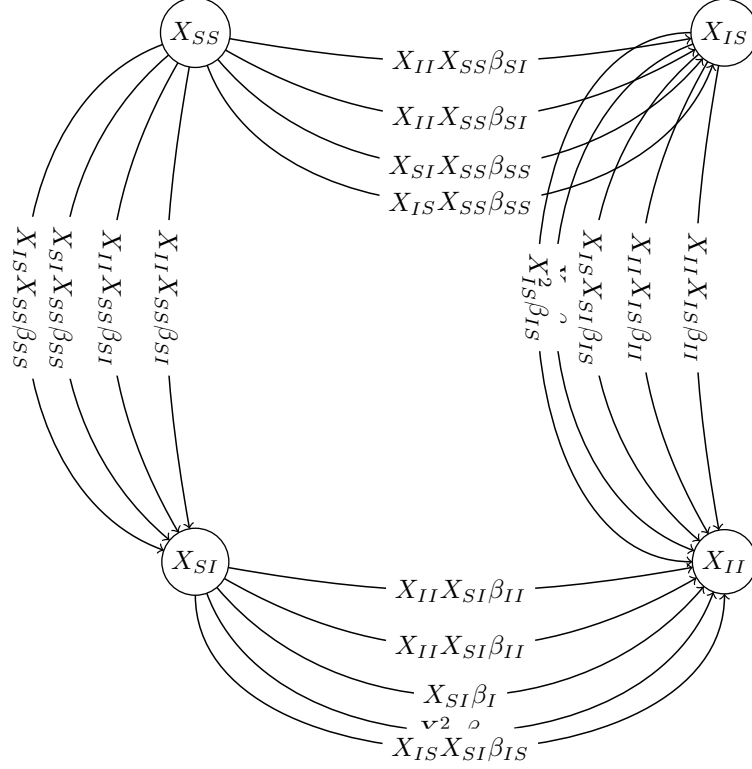 X_{SS}
X_{IS}
X_{II}X_{SS}β_{SI}
X_{II}X_{SS}β_{SI}
X_{SI}X_{SS}β_{SS}
X_{IS}X_{SS}β_{SS}
X_{IS}X_{SS}β_{SS}
X_{SI}X_{SS}β_{SS}
X_{II}X_{SS}β_{SI}
X_{II}X_{SS}β_{SI}
X_{IS}^2β_{IS}
X_{IS}X_{SI}β_{IS}
X_{II}X_{IS}β_{II}
X_{II}X_{IS}β_{II}
X_{SI}
X_{II}
X_{II}X_{SI}β_{II}
X_{II}X_{SI}β_{II}
X_{SI}β_{I}
X_{IS}X_{SI}β_{IS}